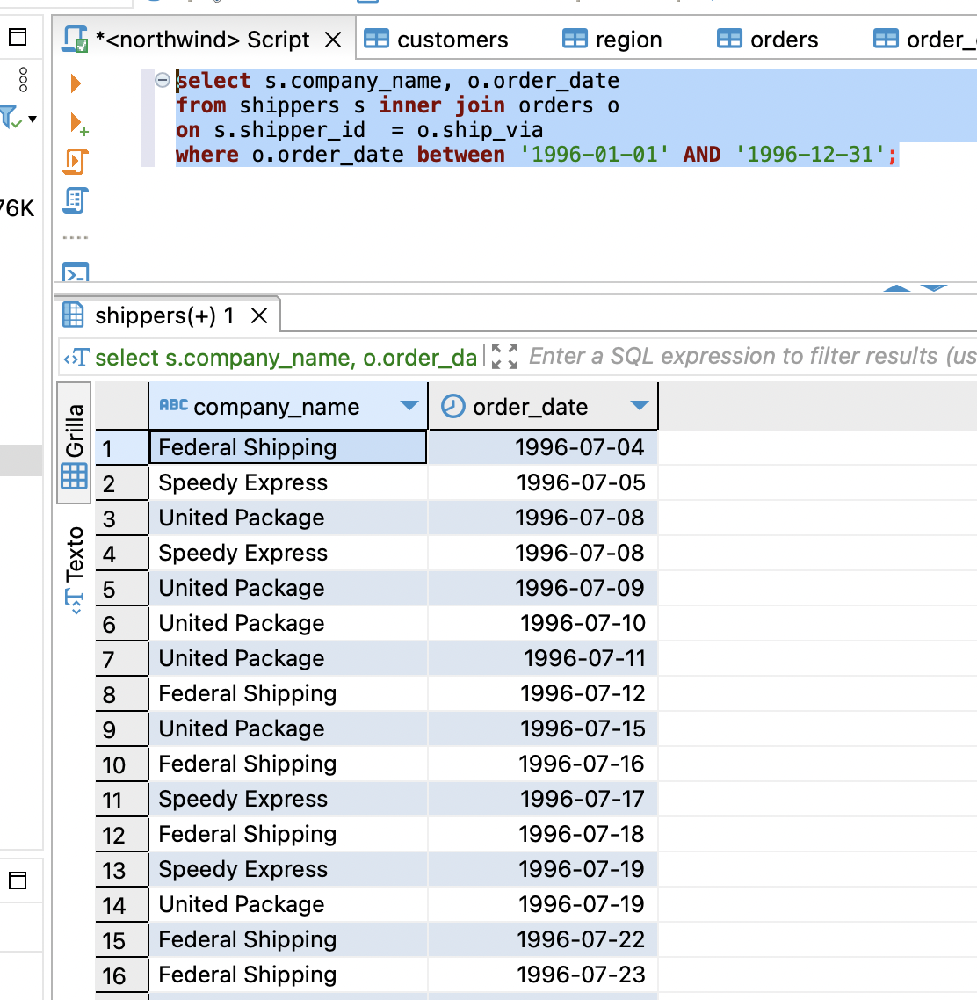 *<northwind> Script
customers
region
orders
order_
select s.company_name, o.order_date
from shippers s inner join orders o
on s.shipper_id  = o.ship_via
where o.order_date between '1996-01-01' AND '1996-12-31';
76K
shippers(+) 1
select s.company_name, o.order_da
Enter a SQL expression to filter results (us
Grilla
Texto
ABC company_name order_date
1 Federal Shipping 1996-07-04
2 Speedy Express 1996-07-05
3 United Package 1996-07-08
4 Speedy Express 1996-07-08
5 United Package 1996-07-09
6 United Package 1996-07-10
7 United Package 1996-07-11
8 Federal Shipping 1996-07-12
9 United Package 1996-07-15
10 Federal Shipping 1996-07-16
11 Speedy Express 1996-07-17
12 Federal Shipping 1996-07-18
13 Speedy Express 1996-07-19
14 United Package 1996-07-19
15 Federal Shipping 1996-07-22
16 Federal Shipping 1996-07-23